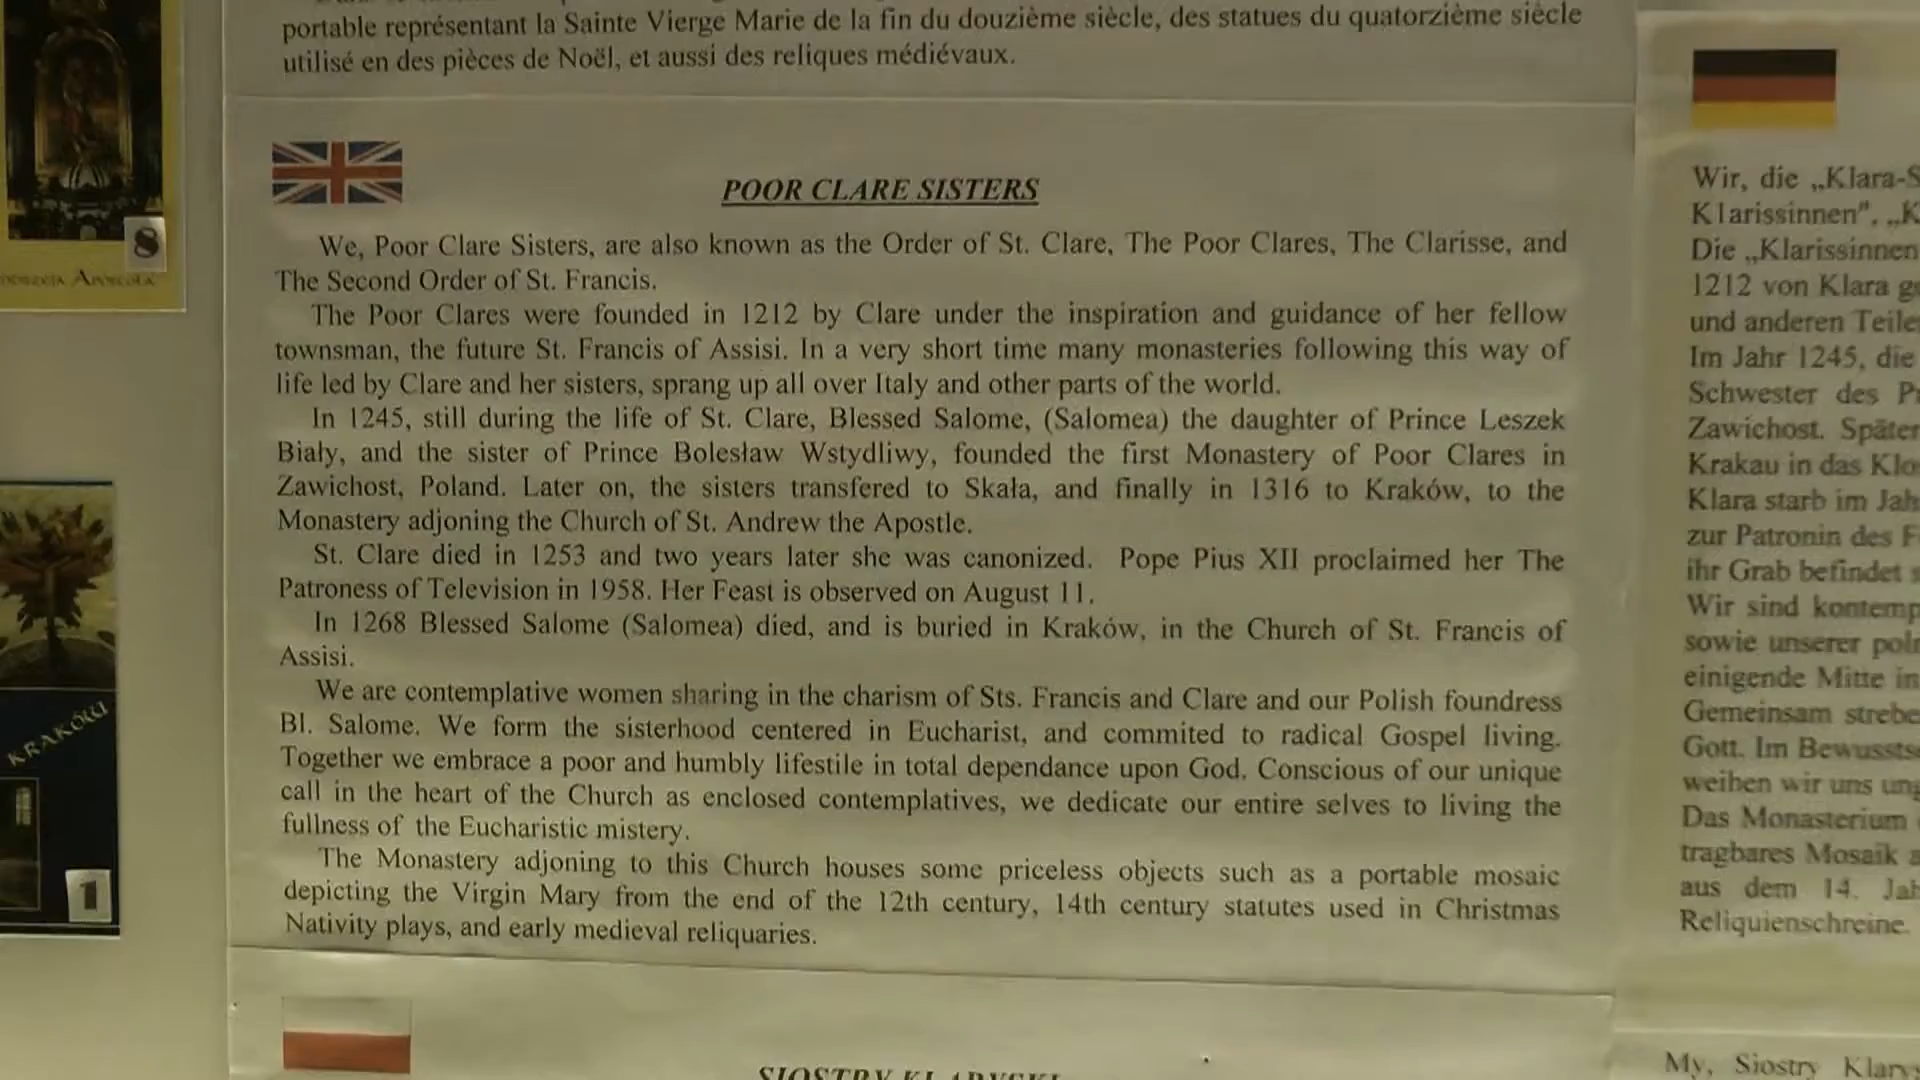 portable représentant la Sainte Vierge Marie de la fin du douzième siècle, des statues du quatorzième siècle
utilisé en des pièces de Noël, et aussi des reliques médiévaux.
POOR CLARE SISTERS
We, Poor Clare Sisters, are also known as the Order of St. Clare, The Poor Clares, The Clarisse, and
The Second Order of St. Francis.
The Poor Clares were founded in 1212 by Clare under the inspiration and guidance of her fellow
townsman, the future St. Francis of Assisi. In a very short time many monasteries following this way of
life led by Clare and her sisters, sprang up all over Italy and other parts of the world.
In 1245, still during the life of St. Clare, Blessed Salome, (Salomea) the daughter of Prince Leszek
Biały, and the sister of Prince Bolesław Wstydliwy, founded the first Monastery of Poor Clares in
Zawichost, Poland. Later on, the sisters transfered to Skała, and finally in 1316 to Kraków, to the
Monastery adjoning the Church of St. Andrew the Apostle.
St. Clare died in 1253 and two years later she was canonized. Pope Pius XII proclaimed her The
Patroness of Television in 1958. Her Feast is observed on August 11.
In 1268 Blessed Salome (Salomea) died, and is buried in Kraków, in the Church of St. Francis of
Assisi.
We are contemplative women sharing in the charism of Sts. Francis and Clare and our Polish foundress
Bl. Salome. We form the sisterhood centered in Eucharist, and commited to radical Gospel living.
Together we embrace a poor and humbly lifestile in total dependance upon God. Conscious of our unique
call in the heart of the Church as enclosed contemplatives, we dedicate our entire selves to living the
fullness of the Eucharistic mistery.
The Monastery adjoning to this Church houses some priceless objects such as a portable mosaic
depicting the Virgin Mary from the end of the 12th century, 14th century statutes used in Christmas
Nativity plays, and early medieval reliquaries.
SIOSTRY KLARYSKI
Wir, die „Klara-S
Klarissinnen", „K
Die „Klarissinnen
1212 von Klara
und anderen Teile
Im Jahr 1245, die
Schwester des
Zawichost. Später
Krakau in das
Klara starb im Jah
zur Patronin des
ihr Grab befindet
Wir sind
sowie unserer
einigende Mitte in
Gemeinsam strebe
Gott. Im
weihen wir uns
Das Monasterium
tragbares Mosaik
aus dem 14. Jah
Reliquienschreine.
My, Siostry
8
KRAKÓW
1